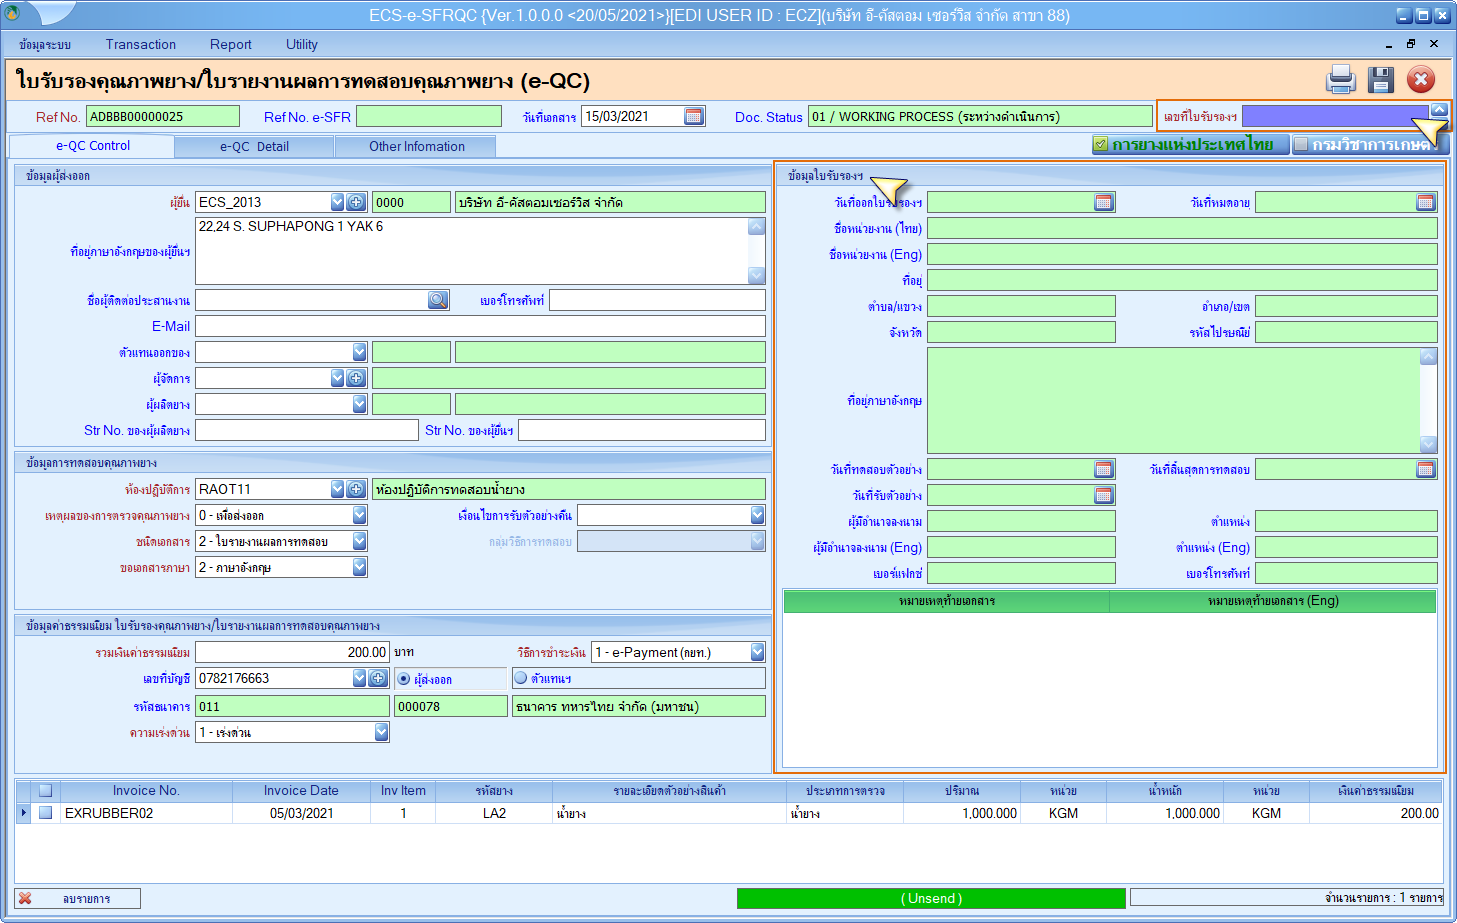 ECS-e-SFRQC {Ver.1.0.0.0 <20/05/2021>}[EDI USER ID : ECZ](บริษัท อี-คัสตอม เซอร์วิส จำกัด สาขา 88)
ข้อมูลระบบ Transaction Report Utility
ใบรับรองคุณภาพยาง/ใบรายงานผลการทดสอบคุณภาพยาง (e-QC)
Ref No. ADBBB00000025 Ref No. e-SFR วันที่เอกสาร 15/03/2021 Doc. Status 01 / WORKING PROCESS (ระหว่างดำเนินการ) เลขที่ใบรับรองฯ
e-QC Control e-QC Detail Other Infomation การยางแห่งประเทศไทย กรมวิชาการเกษตร
ข้อมูลผู้ส่งออก
ผู้ยื่น ECS_2013 0000 บริษัท อี-คัสตอมเซอร์วิส จำกัด
ที่อยู่ภาษาอังกฤษของผู้ยื่นฯ 22,24 S. SUPHAPONG 1 YAK 6
ชื่อผู้ติดต่อประสานงาน เบอร์โทรศัพท์
E-Mail
ตัวแทนออกของ
ผู้จัดการ
ผู้ผลิตยาง
Str No. ของผู้ผลิตยาง Str No. ของผู้ยื่นฯ
ข้อมูลการทดสอบคุณภาพยาง
ห้องปฏิบัติการ RAOT11 ห้องปฏิบัติการทดสอบน้ำยาง
เหตุผลของการตรวจคุณภาพยาง 0 - เพื่อส่งออก เงื่อนไขการรับตัวอย่างคืน
ชนิดเอกสาร 2 - ใบรายงานผลการทดสอบ กลุ่มวิธีการทดสอบ
ขอเอกสารภาษา 2 - ภาษาอังกฤษ
ข้อมูลค่าธรรมเนียม ใบรับรองคุณภาพยาง/ใบรายงานผลการทดสอบคุณภาพยาง
รวมเงินค่าธรรมเนียม 200.00 บาท วิธีการชำระเงิน 1 - e-Payment (กยท.)
เลขที่บัญชี 0782176663 ผู้ส่งออก ตัวแทนฯ
รหัสธนาคาร 011 000078 ธนาคาร ทหารไทย จำกัด (มหาชน)
ความเร่งด่วน 1 - เร่งด่วน
ข้อมูลใบรับรองฯ
วันที่ออกใบรับรองฯ วันที่หมดอายุ
ชื่อหน่วยงาน (ไทย)
ชื่อหน่วยงาน (Eng)
ที่อยู่
ตำบล/แขวง อำเภอ/เขต
จังหวัด รหัสไปรษณีย์
ที่อยู่ภาษาอังกฤษ
วันที่ทดสอบตัวอย่าง วันที่สิ้นสุดการทดสอบ
วันที่รับตัวอย่าง
ผู้มีอำนาจลงนาม ตำแหน่ง
ผู้มีอำนาจลงนาม (Eng) ตำแหน่ง (Eng)
เบอร์แฟกซ์ เบอร์โทรศัพท์
หมายเหตุท้ายเอกสาร หมายเหตุท้ายเอกสาร (Eng)
Invoice No. Invoice Date Inv Item รหัสยาง รายละเอียดตัวอย่างสินค้า ประเภทการตรวจ ปริมาณ หน่วย น้ำหนัก หน่วย เงินค่าธรรมเนียม
EXRUBBER02 05/03/2021 1 LA2 น้ำยาง น้ำยาง 1,000.000 KGM 1,000.000 KGM 200.00
ลบรายการ ( Unsend ) จำนวนรายการ : 1 รายการ